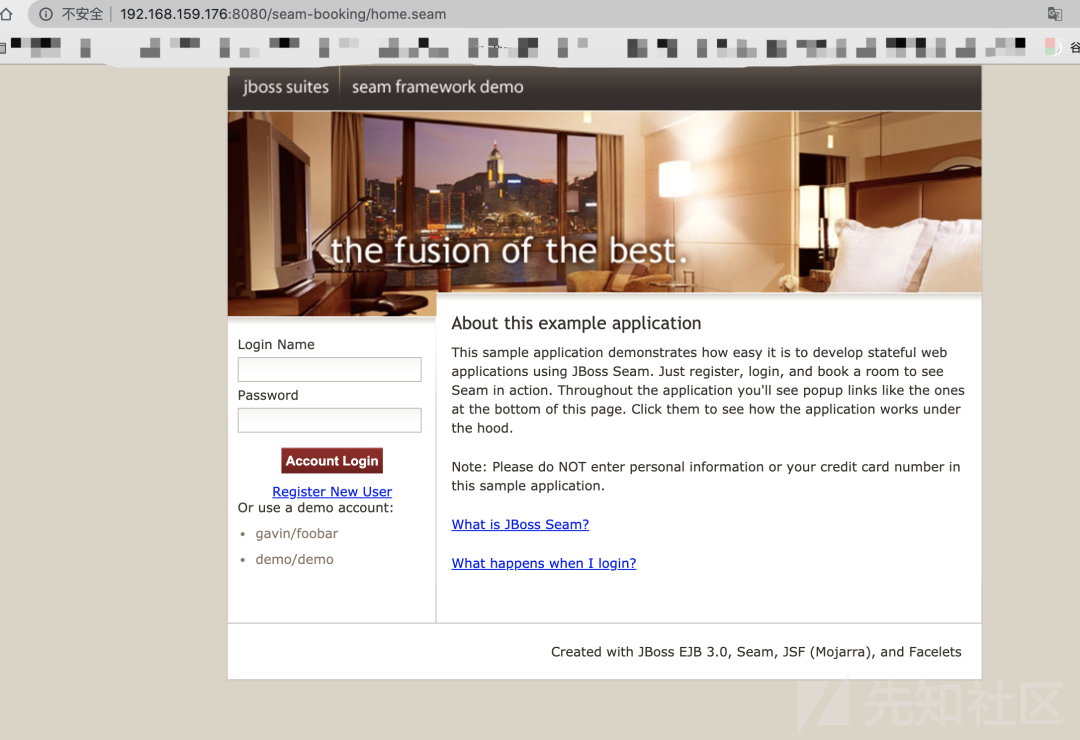 不安全 192.168.159.176:8080/seam-booking/home.seam
谷
jboss suites seam framework demo
the fusion of the best.
Login Name
Password
Account Login
Register New User
Or use a demo account:
• gavin/foobar
• demo/demo
About this example application
This sample application demonstrates how easy it is to develop stateful web
applications using JBoss Seam. Just register, login, and book a room to see
Seam in action. Throughout the application you'll see popup links like the ones
at the bottom of this page. Click them to see how the application works under
the hood.
Note: Please do NOT enter personal information or your credit card number in
this sample application.
What is JBoss Seam?
What happens when I login?
Created with JBoss EJB 3.0, Seam, JSF (Mojarra), and Facelets
先知社区